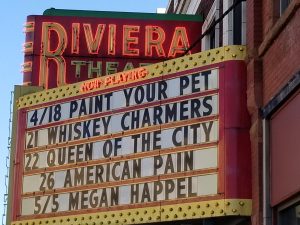 RIVIERA
THEATRE
NOW PLAYING
4/18 PAINT YOUR PET
21 WHISKEY CHARMERS
22 QUEEN OF THE CITY
26 AMERICAN PAIN
5/5 MEGAN HAPPEL